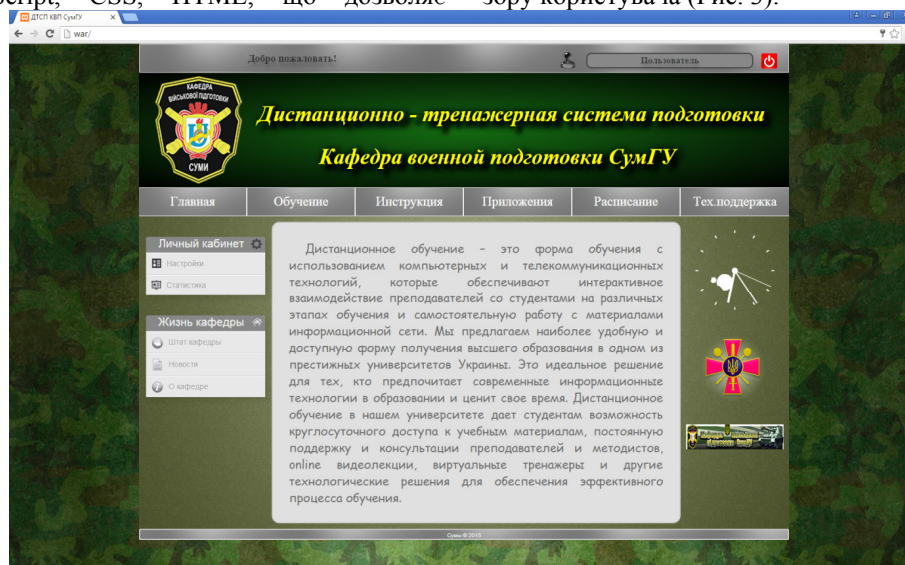 Script, CSS, HTML, що дозволяє зору користувача (Рис. 3).
ДТСП КВП СумГУ
war/
Добро пожаловать!
Пользователь
КАФЕДРА
ВІЙСЬКОВОЇ ПІДГОТОВКИ
СУМИ
Дистанционно - тренажерная система подготовки
Кафедра военной подготовки СумГУ
Главная Обучение Инструкция Приложения Расписание Тех.поддержка
Личный кабинет
Настройки
Статистика
Жизнь кафедры
Штат кафедры
Новости
О кафедре
Дистанционное обучение - это форма обучения с
использованием компьютерных и телекоммуникационных
технологий, которые обеспечивают интерактивное
взаимодействие преподавателей со студентами на различных
этапах обучения и самостоятельную работу с материалами
информационной сети. Мы предлагаем наиболее удобную и
доступную форму получения высшего образования в одном из
престижных университетов Украины. Это идеальное решение
для тех, кто предпочитает современные информационные
технологии в образовании и ценит свое время. Дистанционное
обучение в нашем университете дает студентам возможность
круглосуточного доступа к учебным материалам, постоянную
поддержку и консультации преподавателей и методистов,
online видеолекции, виртуальные тренажеры и другие
технологические решения для обеспечения эффективного
процесса обучения.
Сумы © 2015